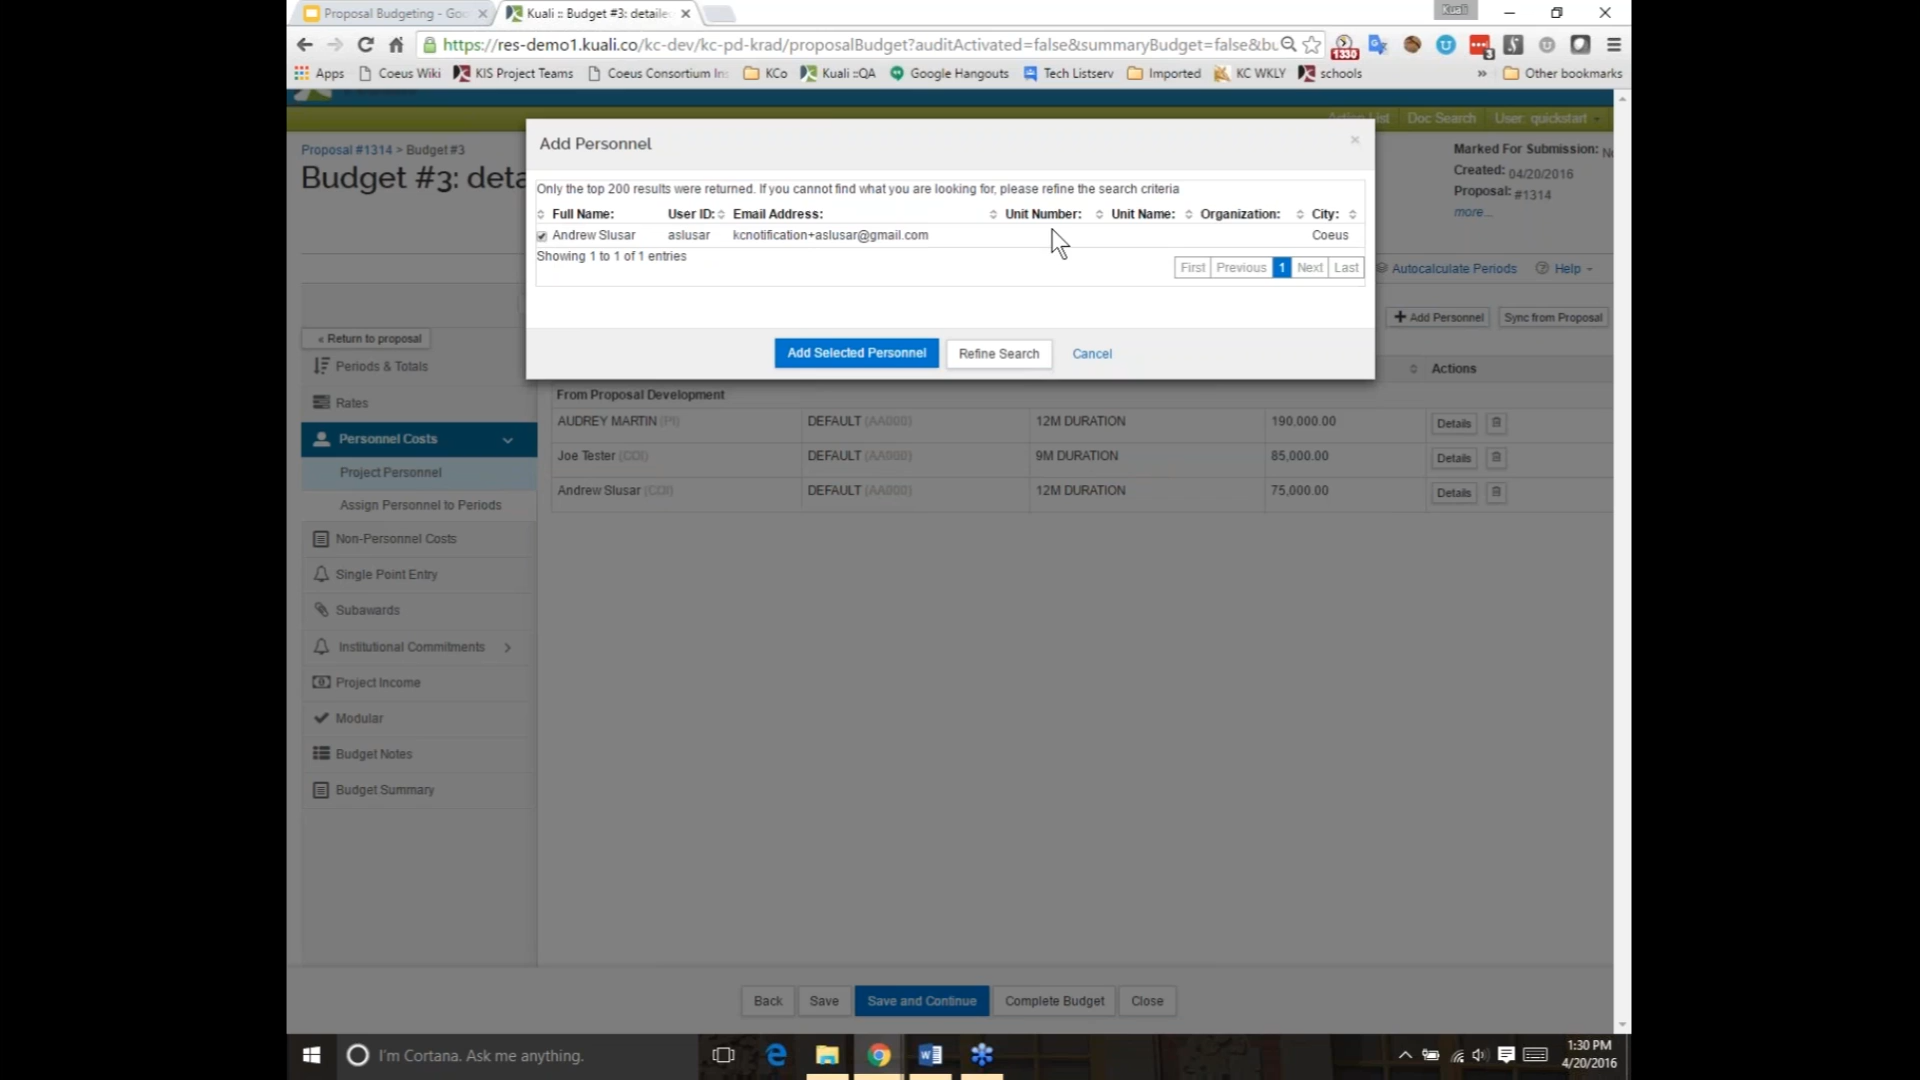 Proposal Budgeting - Goo
Kuali :: Budget #3: detaile
Kuali
https://res-demo1.kuali.co/kc-dev/kc-pd-krad/proposalBudget?auditActivated=false&summaryBudget=false&bu
1330
3
Apps Coeus Wiki KIS Project Teams Coeus Consortium In KCo Kuali ::QA Google Hangouts Tech Listserv Imported KC WKLY schools » Other bookmarks
Action List Doc Search User: quickstart
Proposal #1314 > Budget #3
Budget #3: deta
Marked For Submission: No
Created: 04/20/2016
Proposal: #1314
more...
Autocalculate Periods Help
+ Add Personnel Sync from Proposal
Add Personnel
×
Only the top 200 results were returned. If you cannot find what you are looking for, please refine the search criteria
Full Name: User ID: Email Address: Unit Number: Unit Name: Organization: City:
Andrew Slusar aslusar kcnotification+aslusar@gmail.com Coeus
Showing 1 to 1 of 1 entries
First Previous 1 Next Last
Add Selected Personnel Refine Search Cancel
« Return to proposal
Periods & Totals
Rates
Personnel Costs
Project Personnel
Assign Personnel to Periods
Non-Personnel Costs
Single Point Entry
Subawards
Institutional Commitments
Project Income
Modular
Budget Notes
Budget Summary
Actions
From Proposal Development
AUDREY MARTIN (PI) DEFAULT (AA000) 12M DURATION 190,000.00 Details
Joe Tester (COI) DEFAULT (AA000) 9M DURATION 85,000.00 Details
Andrew Slusar (COI) DEFAULT (AA000) 12M DURATION 75,000.00 Details
Back Save Save and Continue Complete Budget Close
I'm Cortana. Ask me anything.
1:30 PM
4/20/2016